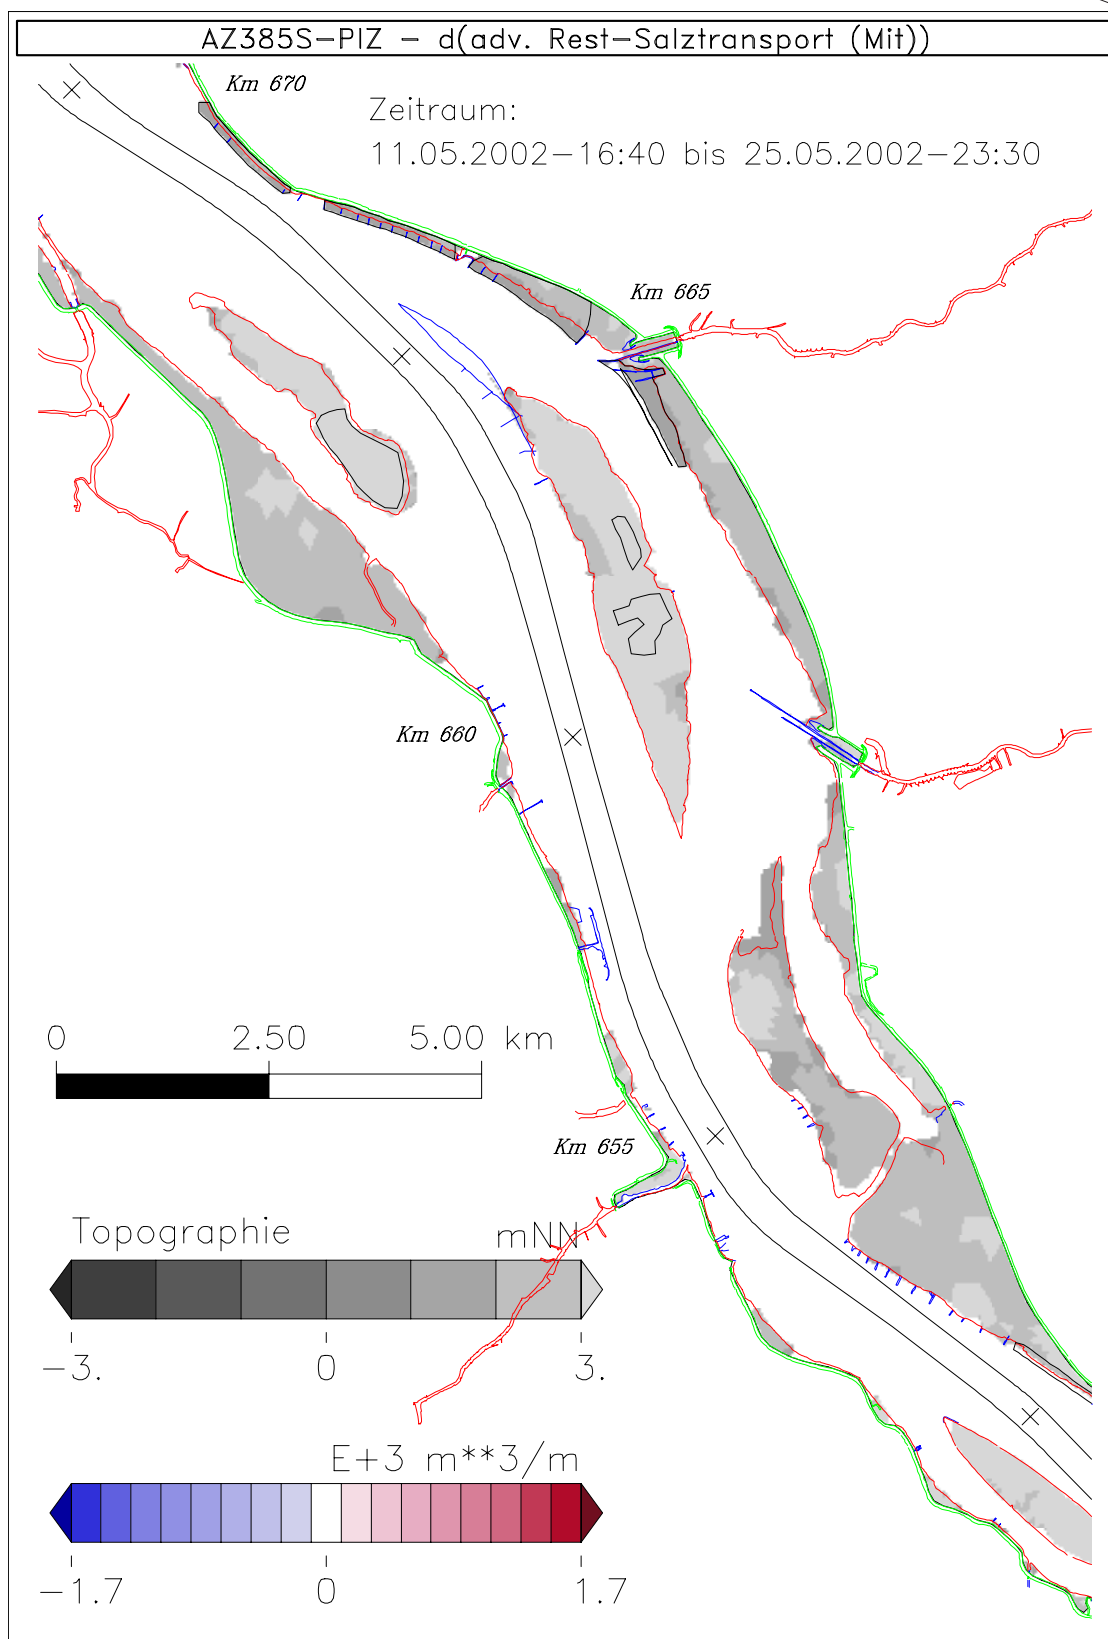 AZ385S-PIZ - d(adv. Rest-Salztransport (Mit))
Km 670
Zeitraum:
11.05.2002-16:40 bis 25.05.2002-23:30
Km 665
Km 660
0 2.50 5.00 km
Km 655
Topographie mNN
-3. 0 3.
E+3 m**3/m
-1.7 0 1.7